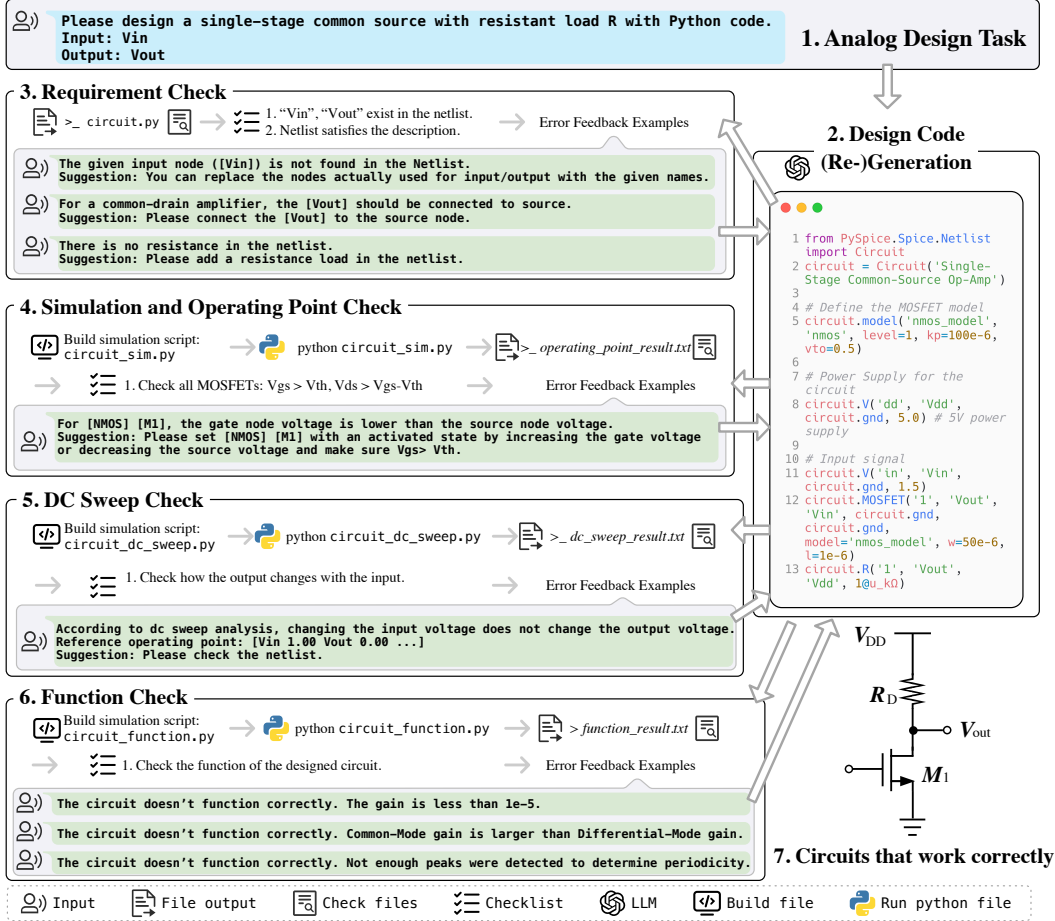 Please design a single-stage common source with resistant load R with Python code.
Input: Vin
Output: Vout
1. Analog Design Task
3. Requirement Check
>_ circuit.py
1. “Vin”, “Vout” exist in the netlist.
2. Netlist satisfies the description.
Error Feedback Examples
The given input node ([Vin]) is not found in the Netlist.
Suggestion: You can replace the nodes actually used for input/output with the given names.
For a common-drain amplifier, the [Vout] should be connected to source.
Suggestion: Please connect the [Vout] to the source node.
There is no resistance in the netlist.
Suggestion: Please add a resistance load in the netlist.
4. Simulation and Operating Point Check
Build simulation script:
circuit_sim.py
python circuit_sim.py
>_ operating_point_result.txt
1. Check all MOSFETs: Vgs > Vth, Vds > Vgs-Vth
Error Feedback Examples
For [NMOS] [M1], the gate node voltage is lower than the source node voltage.
Suggestion: Please set [NMOS] [M1] with an activated state by increasing the gate voltage
or decreasing the source voltage and make sure Vgs> Vth.
5. DC Sweep Check
Build simulation script:
circuit_dc_sweep.py
python circuit_dc_sweep.py
>_ dc_sweep_result.txt
1. Check how the output changes with the input.
Error Feedback Examples
According to dc sweep analysis, changing the input voltage does not change the output voltage.
Reference operating point: [Vin 1.00 Vout 0.00 ...]
Suggestion: Please check the netlist.
6. Function Check
Build simulation script:
circuit_function.py
python circuit_function.py
> function_result.txt
1. Check the function of the designed circuit.
Error Feedback Examples
The circuit doesn’t function correctly. The gain is less than 1e-5.
The circuit doesn’t function correctly. Common-Mode gain is larger than Differential-Mode gain.
The circuit doesn’t function correctly. Not enough peaks were detected to determine periodicity.
2. Design Code
(Re-)Generation
1 from PySpice.Spice.Netlist
import Circuit
2 circuit = Circuit('Single-
Stage Common-Source Op-Amp')
3
4 # Define the MOSFET model
5 circuit.model('nmos_model',
'nmos', level=1, kp=100e-6,
vto=0.5)
6
7 # Power Supply for the
circuit
8 circuit.V('dd', 'Vdd',
circuit.gnd, 5.0) # 5V power
supply
9
10 # Input signal
11 circuit.V('in', 'Vin',
circuit.gnd, 1.5)
12 circuit.MOSFET('1', 'Vout',
'Vin', circuit.gnd,
circuit.gnd,
model='nmos_model', w=50e-6,
l=1e-6)
13 circuit.R('1', 'Vout',
'Vdd', 1@u_kΩ)
VDD
RD
Vout
M1
7. Circuits that work correctly
Input
File output
Check files
Checklist
LLM
Build file
Run python file